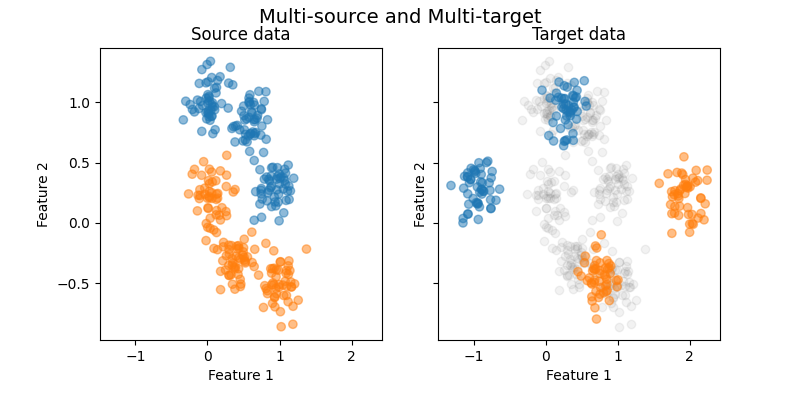 Multi-source and Multi-target
Source data
Target data
Feature 2
1.0
0.5
0.0
−0.5
−1
0
1
2
Feature 1
Feature 2
−1
0
1
2
Feature 1